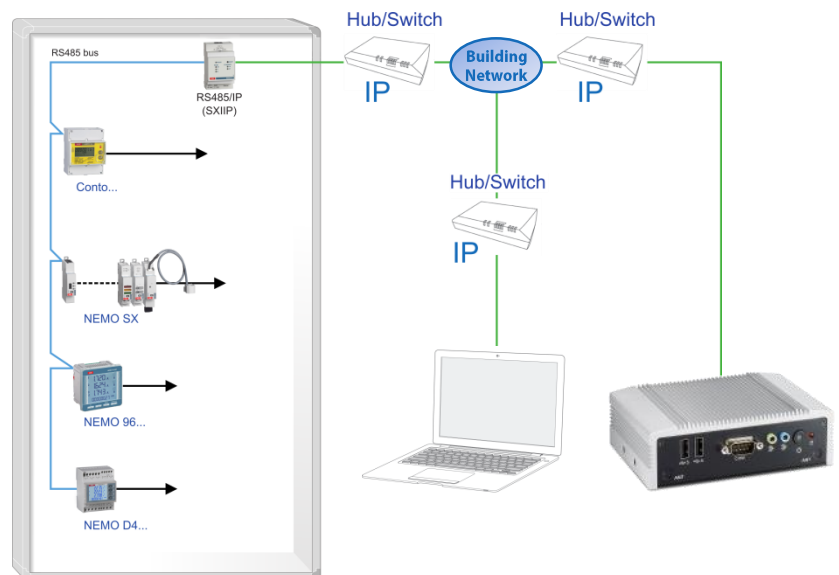 Hub/Switch
Hub/Switch
RS485 bus
Building
Network
IP
IP
RS485/IP
(SXIIP)
Conto...
Hub/Switch
IP
NEMO SX
NEMO 96...
NEMO D4...
COM1